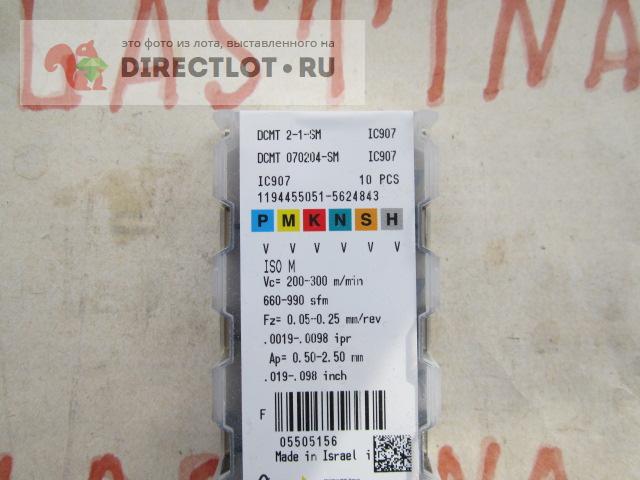 LASTINA
это фото из лота, выставленного на
DIRECTLOT.RU
DCMT 2-1-SM IC907
DCMT 070204-SM IC907
IC907 10 PCS
1194455051-5624843
P M K N S H
V V V V V V
ISO M
Vc= 200-300 m/min
660-990 sfm
Fz= 0.05-0.25 mm/rev
.0019-.0098 ipr
Ap= 0.50-2.50 mm
.019-.098 inch
F
05505156
Made in Israel i